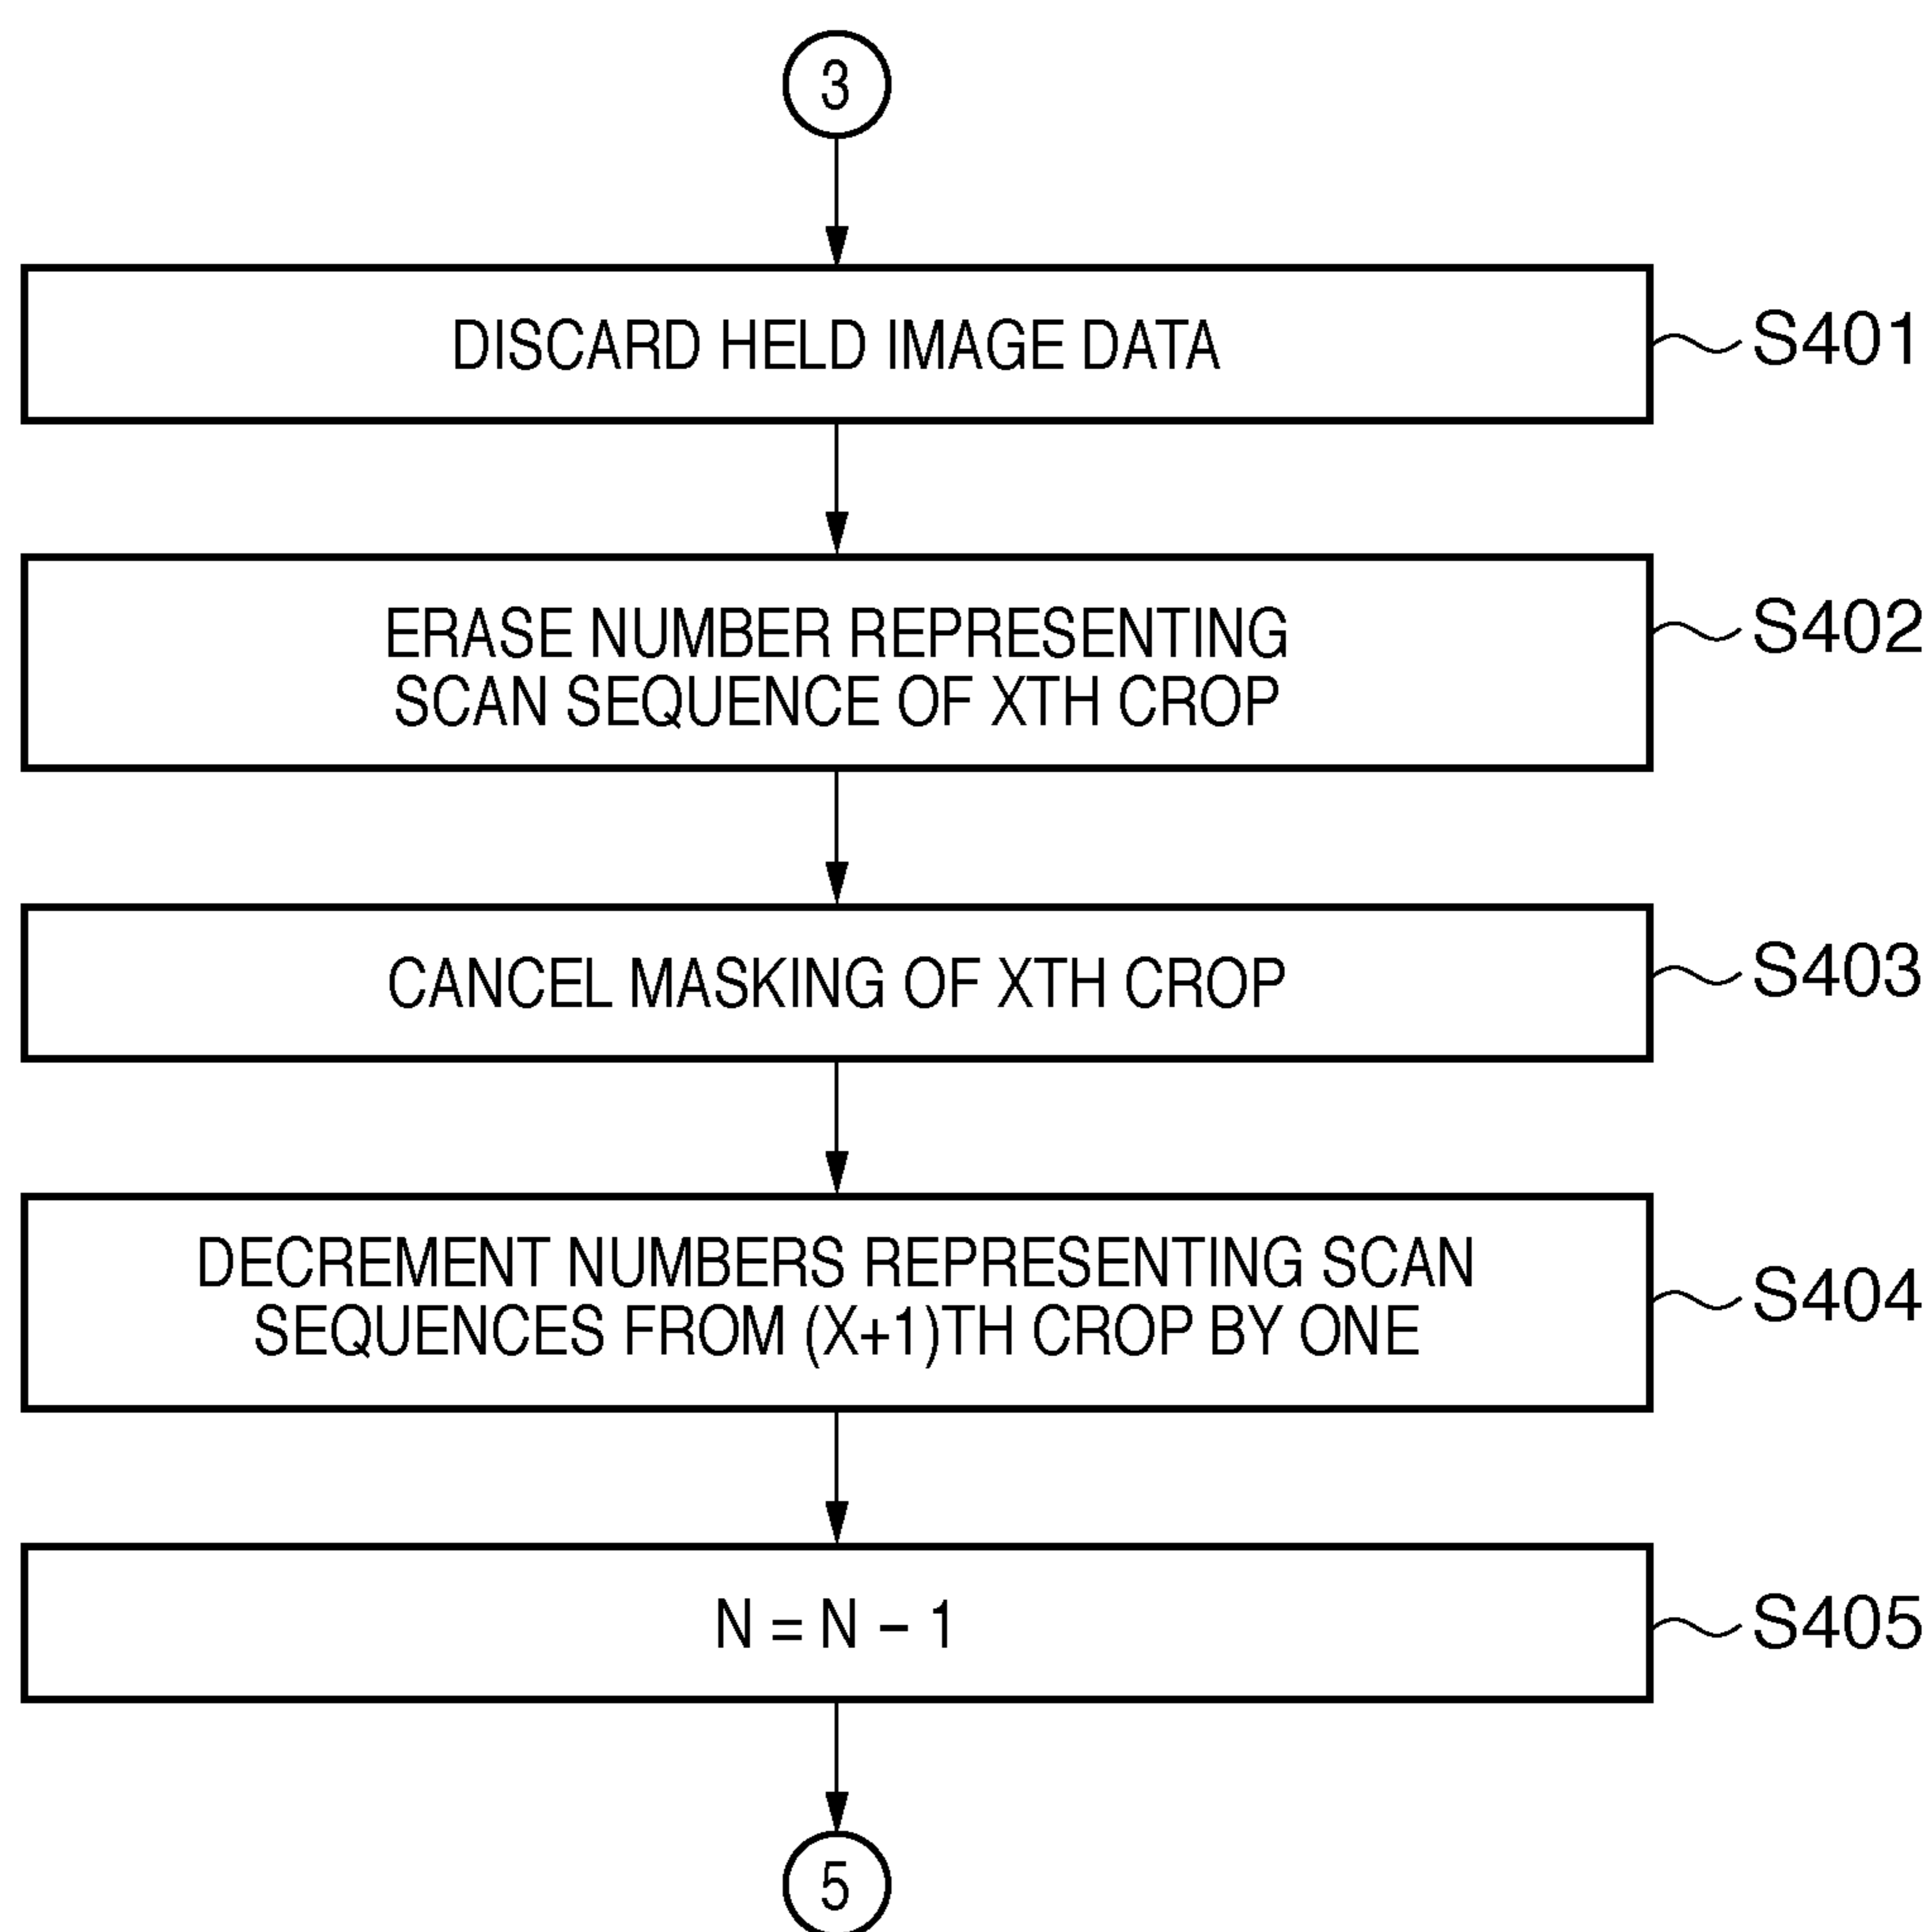 3
DISCARD HELD IMAGE DATA
S401
ERASE NUMBER REPRESENTING
SCAN SEQUENCE OF XTH CROP
S402
CANCEL MASKING OF XTH CROP
S403
DECREMENT NUMBERS REPRESENTING SCAN
SEQUENCES FROM (X+1)TH CROP BY ONE
S404
N = N − 1
S405
5